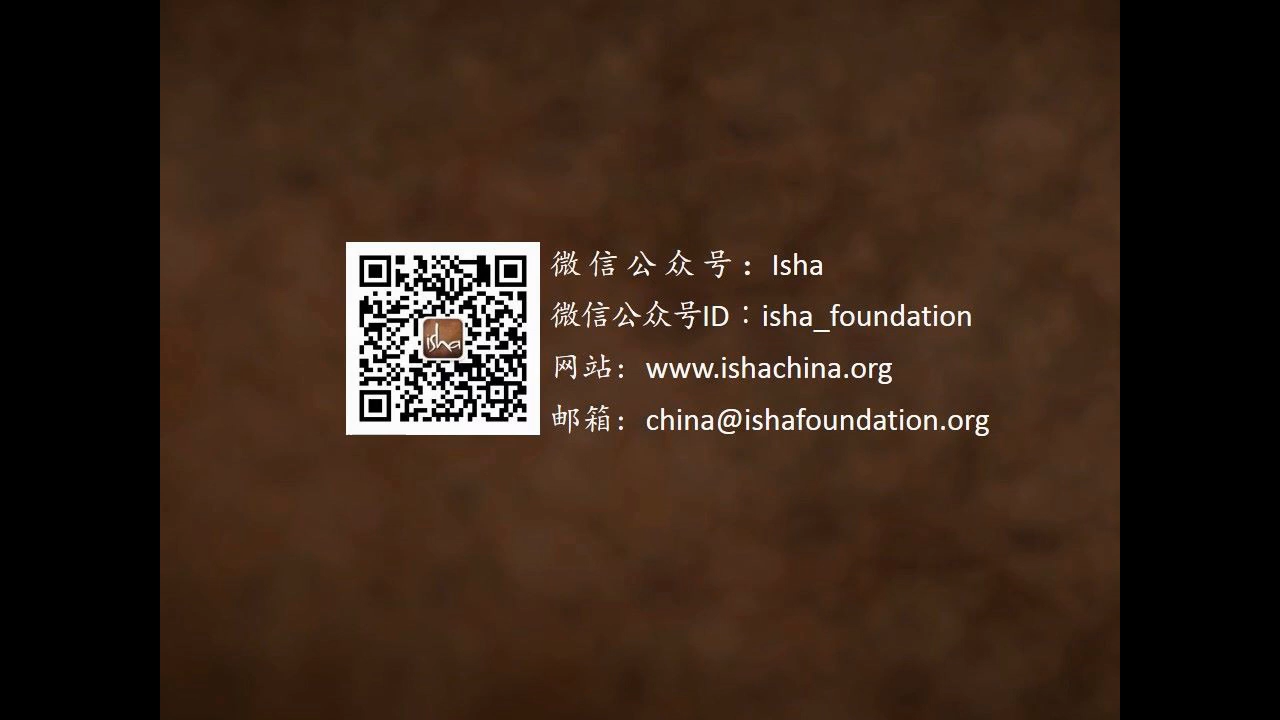 微信公众号：Isha
微信公众号ID：isha_foundation
网站：www.ishachina.org
邮箱：china@ishafoundation.org
isha